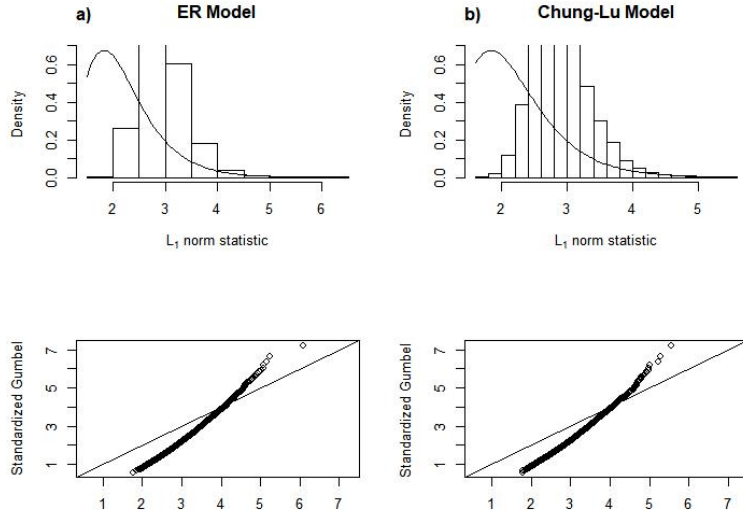 a) ER Model
b) Chung-Lu Model
Density
0.0 0.2 0.4 0.6
2 3 4 5 6
L1 norm statistic
Density
0.0 0.2 0.4 0.6
2 3 4 5
L1 norm statistic
Standardized Gumbel
1 3 5 7
1 2 3 4 5 6 7
Standardized Gumbel
1 3 5 7
1 2 3 4 5 6 7